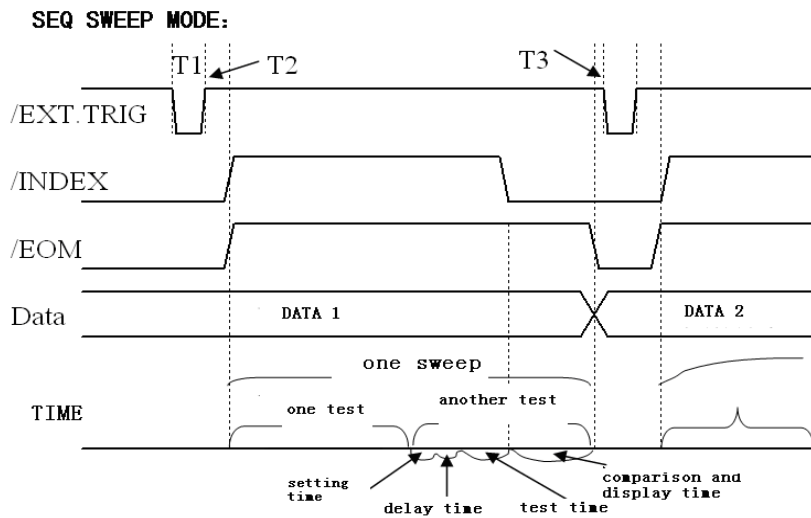 SEQ SWEEP MODE:
T1
T2
T3
/EXT.TRIG
/INDEX
/EOM
Data
DATA 1
DATA 2
one sweep
TIME
one test
another test
setting
time
delay time
test time
comparison and
display time